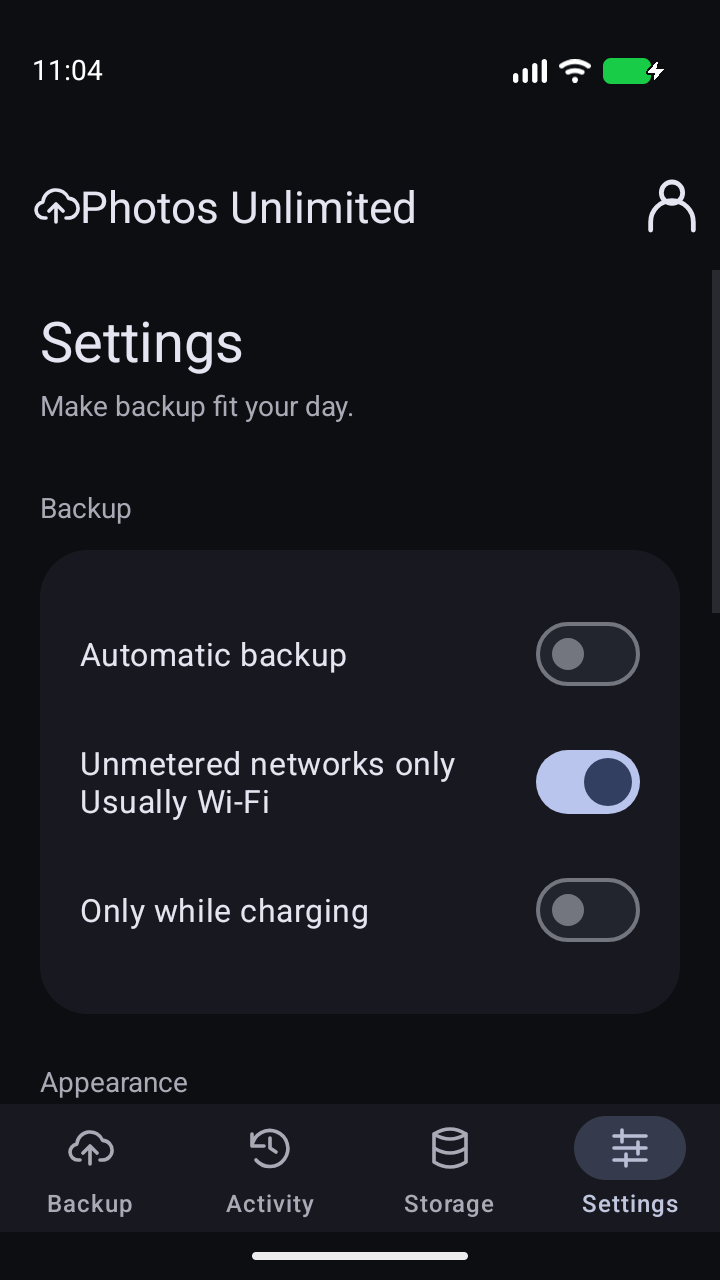 11:04
Photos Unlimited
Settings
Make backup fit your day.
Backup
Automatic backup
Unmetered networks only
Usually Wi-Fi
Only while charging
Appearance
Backup
Activity
Storage
Settings